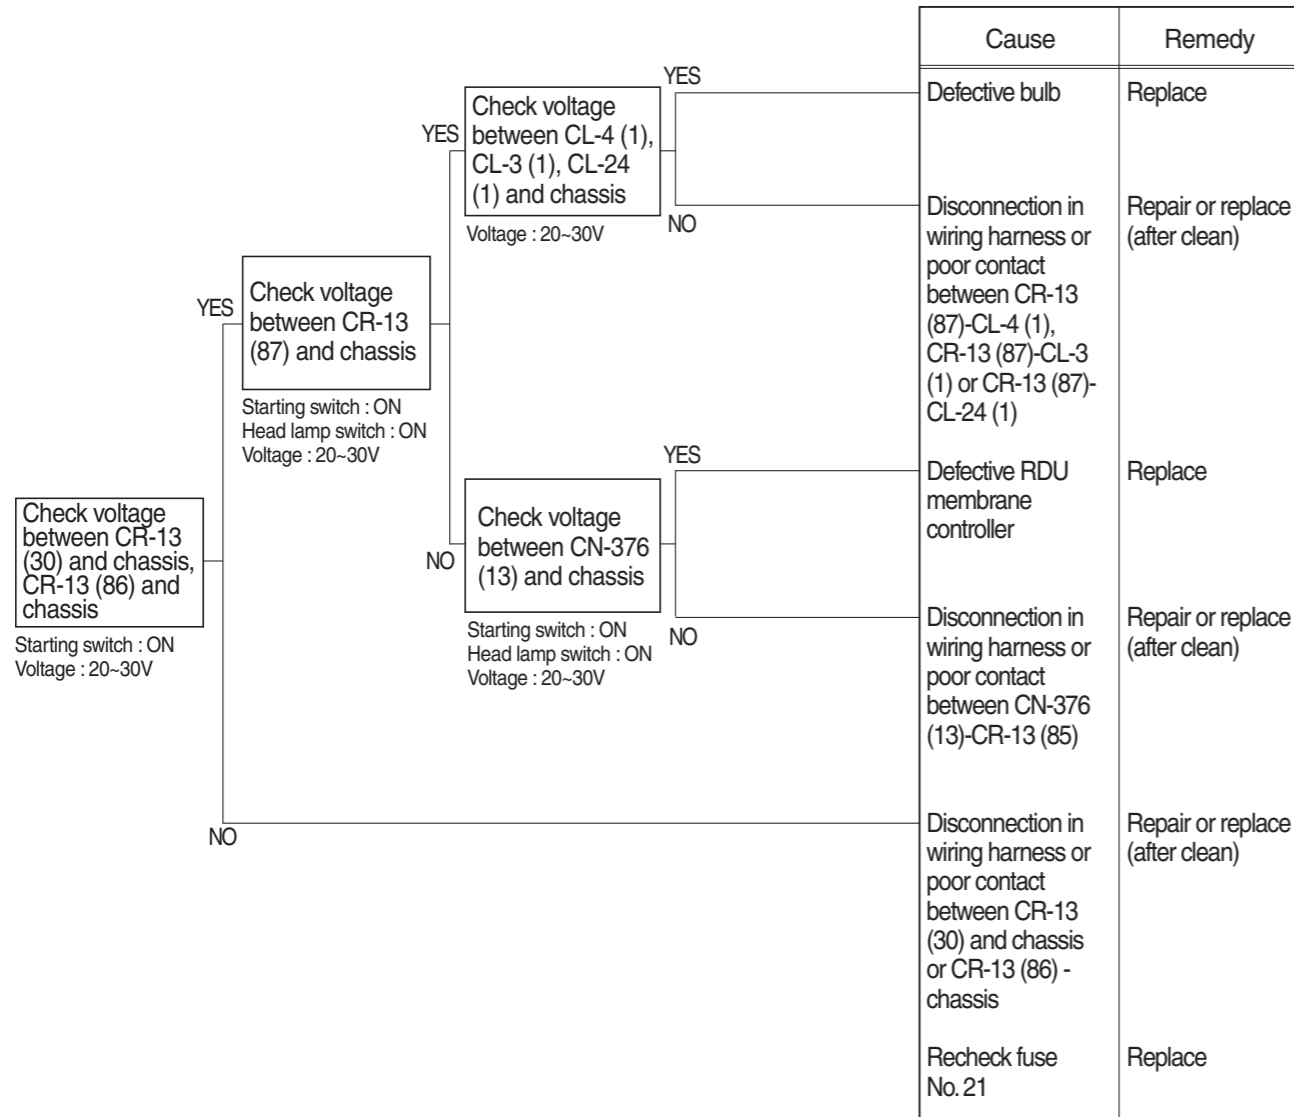 Cause
Remedy
YES
Defective bulb
Replace
Check voltage
between CL-4 (1),
CL-3 (1), CL-24
(1) and chassis
YES
Voltage : 20~30V
NO
Disconnection in
wiring harness or
poor contact
between CR-13
(87)-CL-4 (1),
CR-13 (87)-CL-3
(1) or CR-13 (87)-
CL-24 (1)
Repair or replace
(after clean)
YES
Check voltage
between CR-13
(87) and chassis
Starting switch : ON
Head lamp switch : ON
Voltage : 20~30V
YES
Defective RDU
membrane
controller
Replace
Check voltage
between CN-376
(13) and chassis
NO
Starting switch : ON
Head lamp switch : ON
Voltage : 20~30V
NO
Disconnection in
wiring harness or
poor contact
between CN-376
(13)-CR-13 (85)
Repair or replace
(after clean)
Check voltage
between CR-13
(30) and chassis,
CR-13 (86) and
chassis
Starting switch : ON
Voltage : 20~30V
NO
Disconnection in
wiring harness or
poor contact
between CR-13
(30) and chassis
or CR-13 (86) -
chassis
Repair or replace
(after clean)
Recheck fuse
No. 21
Replace